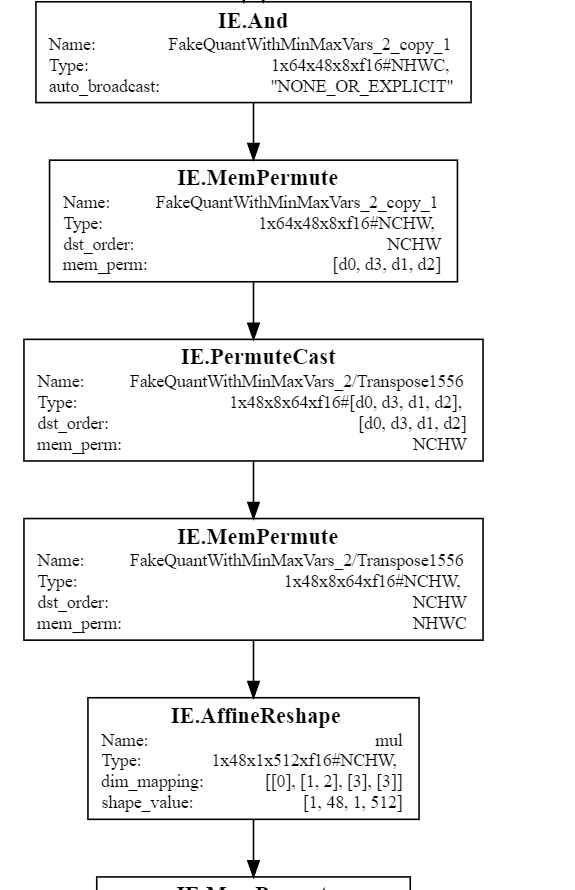 IE.And
Name: FakeQuantWithMinMaxVars_2_copy_1
Type: 1x64x48x8xf16#NHWC,
auto_broadcast: "NONE_OR_EXPLICIT"
IE.MemPermute
Name: FakeQuantWithMinMaxVars_2_copy_1
Type: 1x64x48x8xf16#NCHW,
dst_order: NCHW
mem_perm: [d0, d3, d1, d2]
IE.PermuteCast
Name: FakeQuantWithMinMaxVars_2/Transpose1556
Type: 1x48x8x64xf16#[d0, d3, d1, d2],
dst_order: [d0, d3, d1, d2]
mem_perm: NCHW
IE.MemPermute
Name: FakeQuantWithMinMaxVars_2/Transpose1556
Type: 1x48x8x64xf16#NCHW,
dst_order: NCHW
mem_perm: NHWC
IE.AffineReshape
Name: mul
Type: 1x48x1x512xf16#NCHW,
dim_mapping: [[0], [1, 2], [3], [3]]
shape_value: [1, 48, 1, 512]